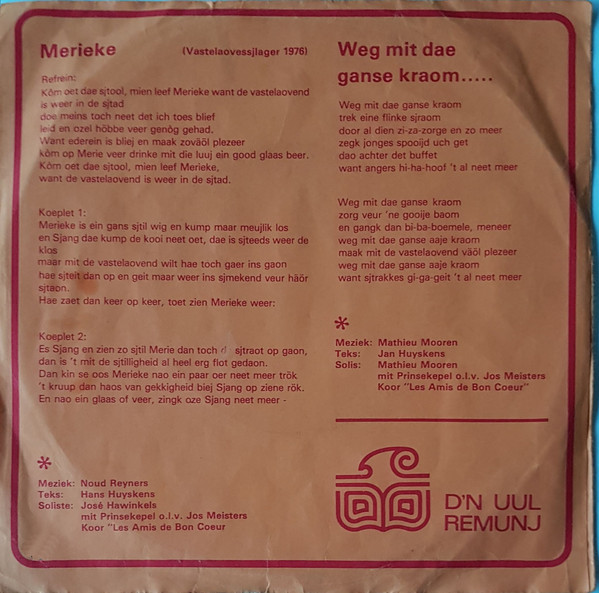 Merieke (Vastelaovessjlager 1976)
Refrein:
Kôm oet dae sjtool, mien leef Merieke want de vastelaovend
is weer in de sjtad
doe meins toch neet det ich toes blief
leid en ozel höbbe veer genôg gehad.
Want ederein is bliej en maak zoväöl plezeer
kôm op Merie veer drinke mit die luuj ein good glaas beer.
Kôm oet dae sjtool, mien leef Merieke,
want de vastelaovend is weer in de sjtad.
Koeplet 1:
Merieke is ein gans sjtil wig en kump maar meujlik los
en Sjang dae kump de kooi neet oet, dae is sjteeds weer de
klos
maar mit de vastelaovend wilt hae toch gaer ins gaon
hae sjteit dan op en geit maar weer ins sjmekend veur häör
sjtaon.
Hae zaet dan keer op keer, toet zien Merieke weer:
Koeplet 2:
Es Sjang en zien zo sjtil Merie dan toch sjtraot op gaon,
dan is 't mit de sjtilligheid al heel erg flot gedaon.
Dan kin se oos Merieke nao ein paar oer neet meer trök
't kruup dan haos van gekkigheid biej Sjang op ziene rök.
En nao ein glaas of veer, zingk oze Sjang neet meer -
*
Meziek: Noud Reyners
Teks: Hans Huyskens
Soliste: José Hawinkels
mit Prinsekepel o.l.v. Jos Meisters
Koor "Les Amis de Bon Coeur
Weg mit dae
ganse kraom.....
Weg mit dae ganse kraom
trek eine flinke sjraom
door al dien zi-za-zorge en zo meer
zegk jonges spooijd uch get
dao achter det buffet
want angers hi-ha-hoof 't al neet meer
Weg mit dae ganse kraom
zorg veur 'ne gooije baom
en gangk dan bi-ba-boemele, meneer
weg mit dae ganse aaje kraom
maak mit de vastelaovend väöl plezeer
weg mit dae ganse aaje kraom
want sjtrakkes gi-ga-geit 't al neet meer
*
Meziek: Mathieu Mooren
Teks: Jan Huyskens
Solis: Mathieu Mooren
mit Prinsekepel o.l.v. Jos Meisters
Koor "Les Amis de Bon Coeur"
D'N UUL
REMUNJ